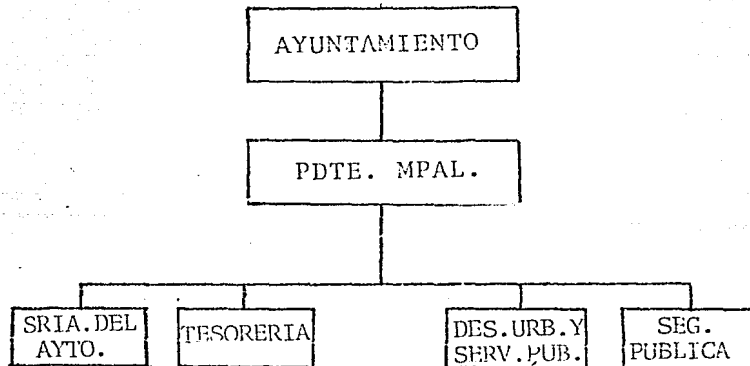 AYUNTAMIENTO
PDTE. MPAL.
SRIA.DEL
AYTO.
TESORERIA
DES.URB.Y
SERV.PUB.
SEG.
PUBLICA